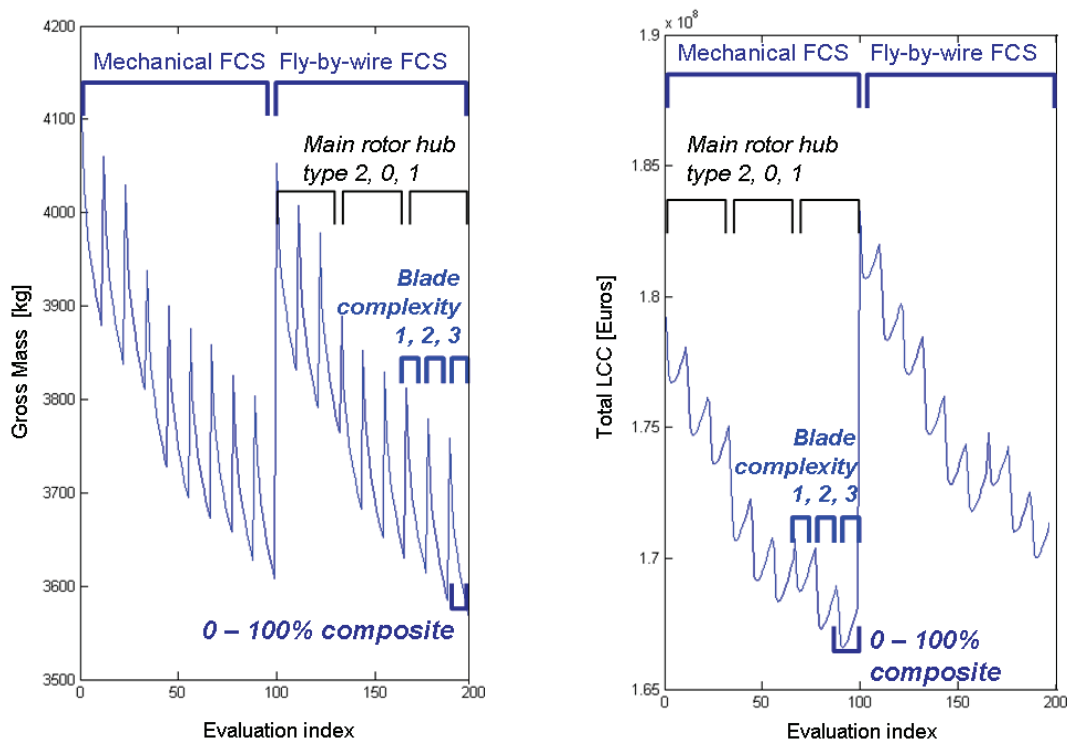 4200
4100
4000
3900
3800
3700
3600
3500
0
50
100
150
200
Gross Mass [kg]
Evaluation index
Mechanical FCS
Fly-by-wire FCS
Main rotor hub
type 2, 0, 1
Blade
complexity
1, 2, 3
0 – 100% composite
x 10⁸
1.9
1.85
1.8
1.75
1.7
1.65
0
50
100
150
200
Total LCC [Euros]
Evaluation index
Mechanical FCS
Fly-by-wire FCS
Main rotor hub
type 2, 0, 1
Blade
complexity
1, 2, 3
0 – 100%
composite